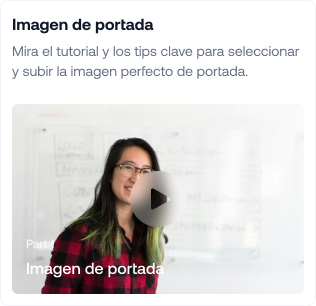 Imagen de portada
Mira el tutorial y los tips clave para seleccionar
y subir la imagen perfecto de portada.
Part 1
Imagen de portada